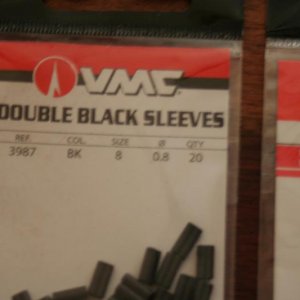 VMC
DOUBLE BLACK SLEEVES
REF. COL. SIZE Ø QTY
3987 BK 8 0.8 20